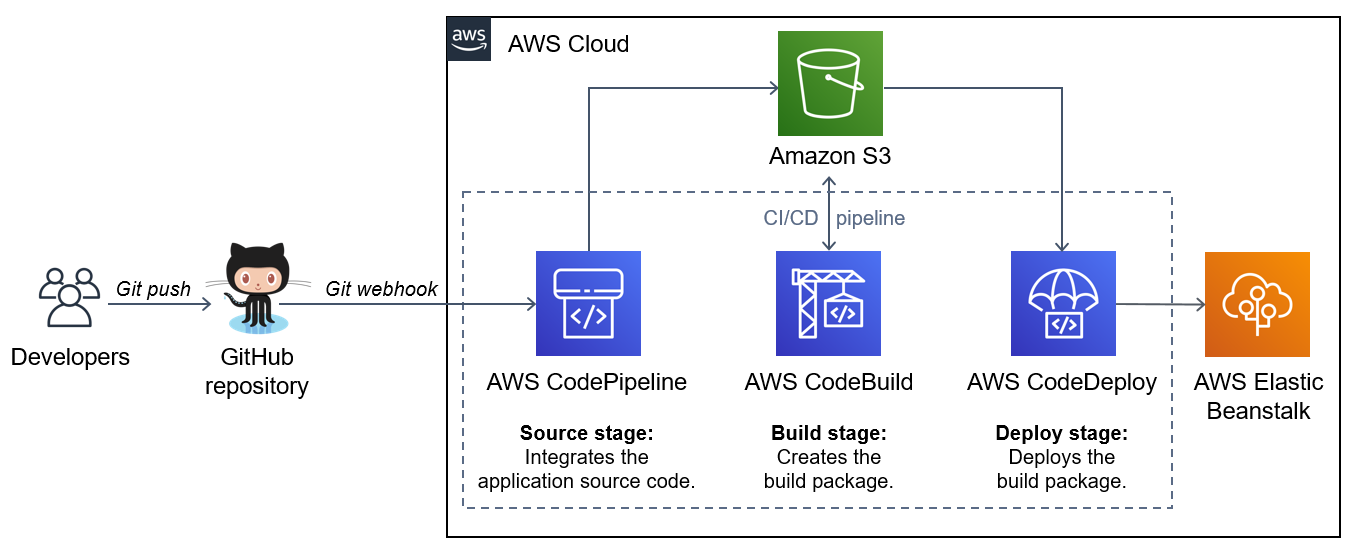 aws
AWS Cloud
Amazon S3
CI/CD pipeline
Git push
Git webhook
Developers
GitHub
repository
AWS CodePipeline
AWS CodeBuild
AWS CodeDeploy
AWS Elastic
Beanstalk
Source stage:
Integrates the
application source code.
Build stage:
Creates the
build package.
Deploy stage:
Deploys the
build package.